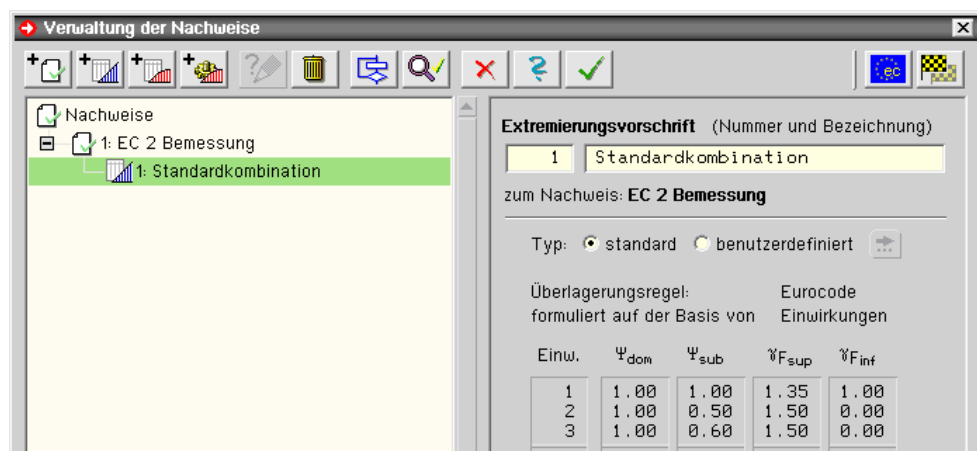 Verwaltung der Nachweise
ec
Nachweise
1: EC 2 Bemessung
1: Standardkombination
Extremierungsvorschrift (Nummer und Bezeichnung)
1 Standardkombination
zum Nachweis: EC 2 Bemessung
Typ: standard benutzerdefiniert
Überlagerungsregel: Eurocode
formuliert auf der Basis von Einwirkungen
Einw. Ψdom Ψsub γFsup γFinf
1 1.00 1.00 1.35 1.00
2 1.00 0.50 1.50 0.00
3 1.00 0.60 1.50 0.00